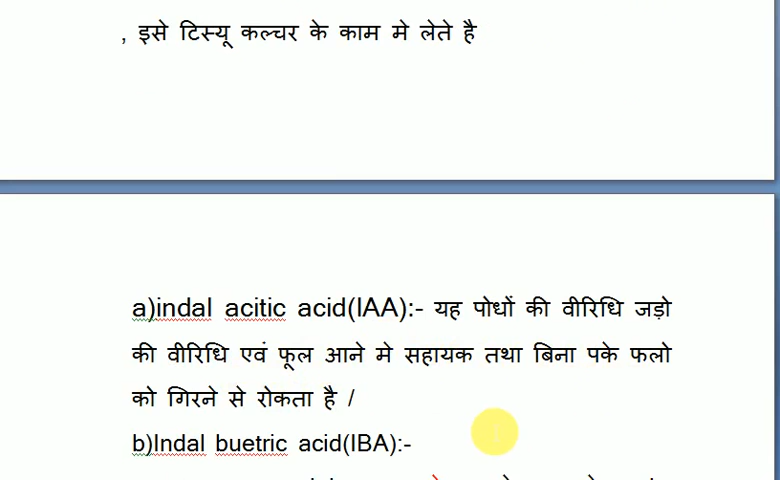 , इसे टिस्यू कल्चर के काम मे लेते है
a)indal acitic acid(IAA):- यह पोधों की वीरिधि जड़ो
की वीरिधि एवं फूल आने मे सहायक तथा बिना पके फलो
को गिरने से रोकता है /
b)Indal buetric acid(IBA):-